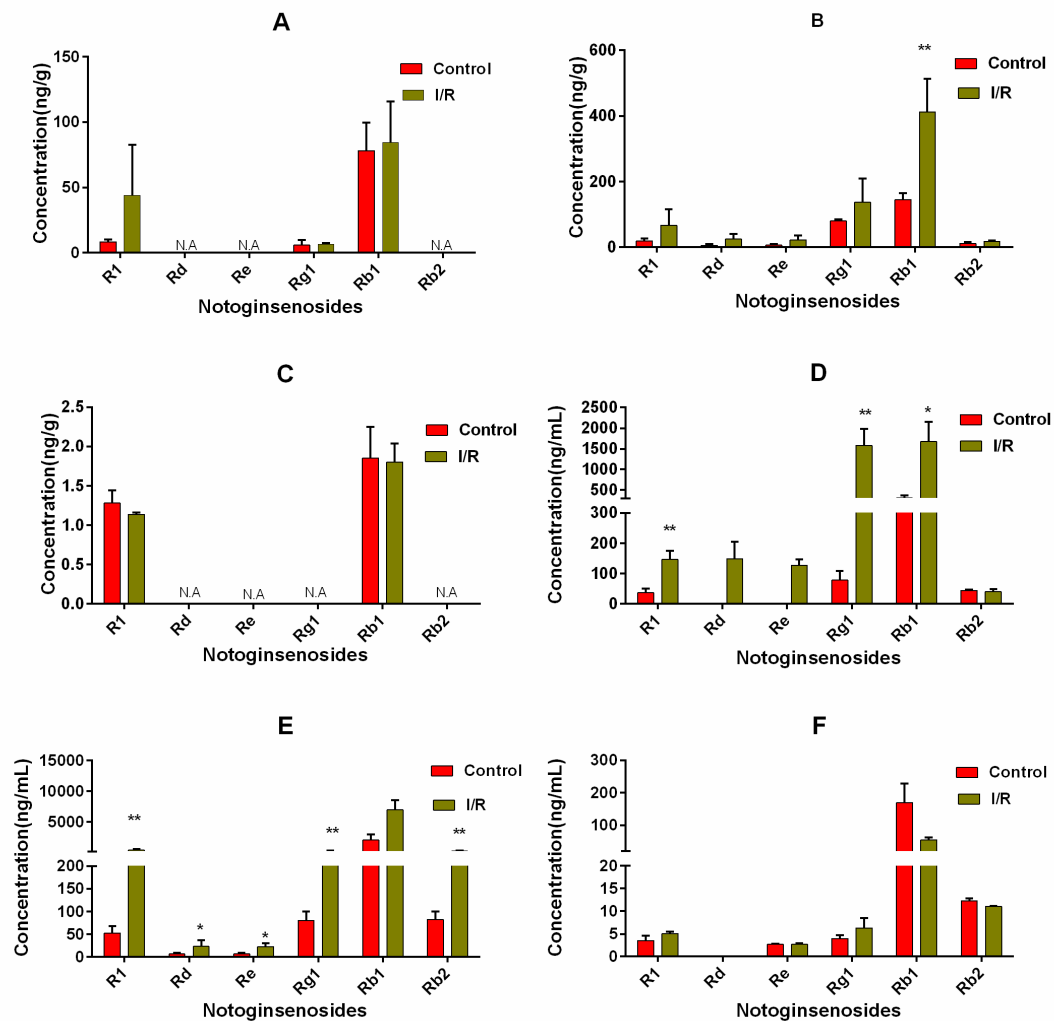 A
Concentration(ng/g)
150
100
50
0
Control
I/R
N.A
N.A
N.A
R1
Rd
Re
Rg1
Rb1
Rb2
Notoginsenosides
B
Concentration(ng/g)
600
400
200
0
**
Control
I/R
R1
Rd
Re
Rg1
Rb1
Rb2
Notoginsenosides
C
Concentration(ng/g)
2.5
2.0
1.5
1.0
0.5
0.0
Control
I/R
N.A
N.A
N.A
N.A
R1
Rd
Re
Rg1
Rb1
Rb2
Notoginsenosides
D
Concentration(ng/mL)
2500
2000
1500
1000
500
300
200
100
0
**
**
*
Control
I/R
R1
Rd
Re
Rg1
Rb1
Rb2
Notoginsenosides
E
Concentration(ng/mL)
15000
10000
5000
200
150
100
50
0
**
*
*
**
**
Control
I/R
R1
Rd
Re
Rg1
Rb1
Rb2
Notoginsenosides
F
Concentration(ng/mL)
300
200
100
20
15
10
5
0
Control
I/R
R1
Rd
Re
Rg1
Rb1
Rb2
Notoginsenosides